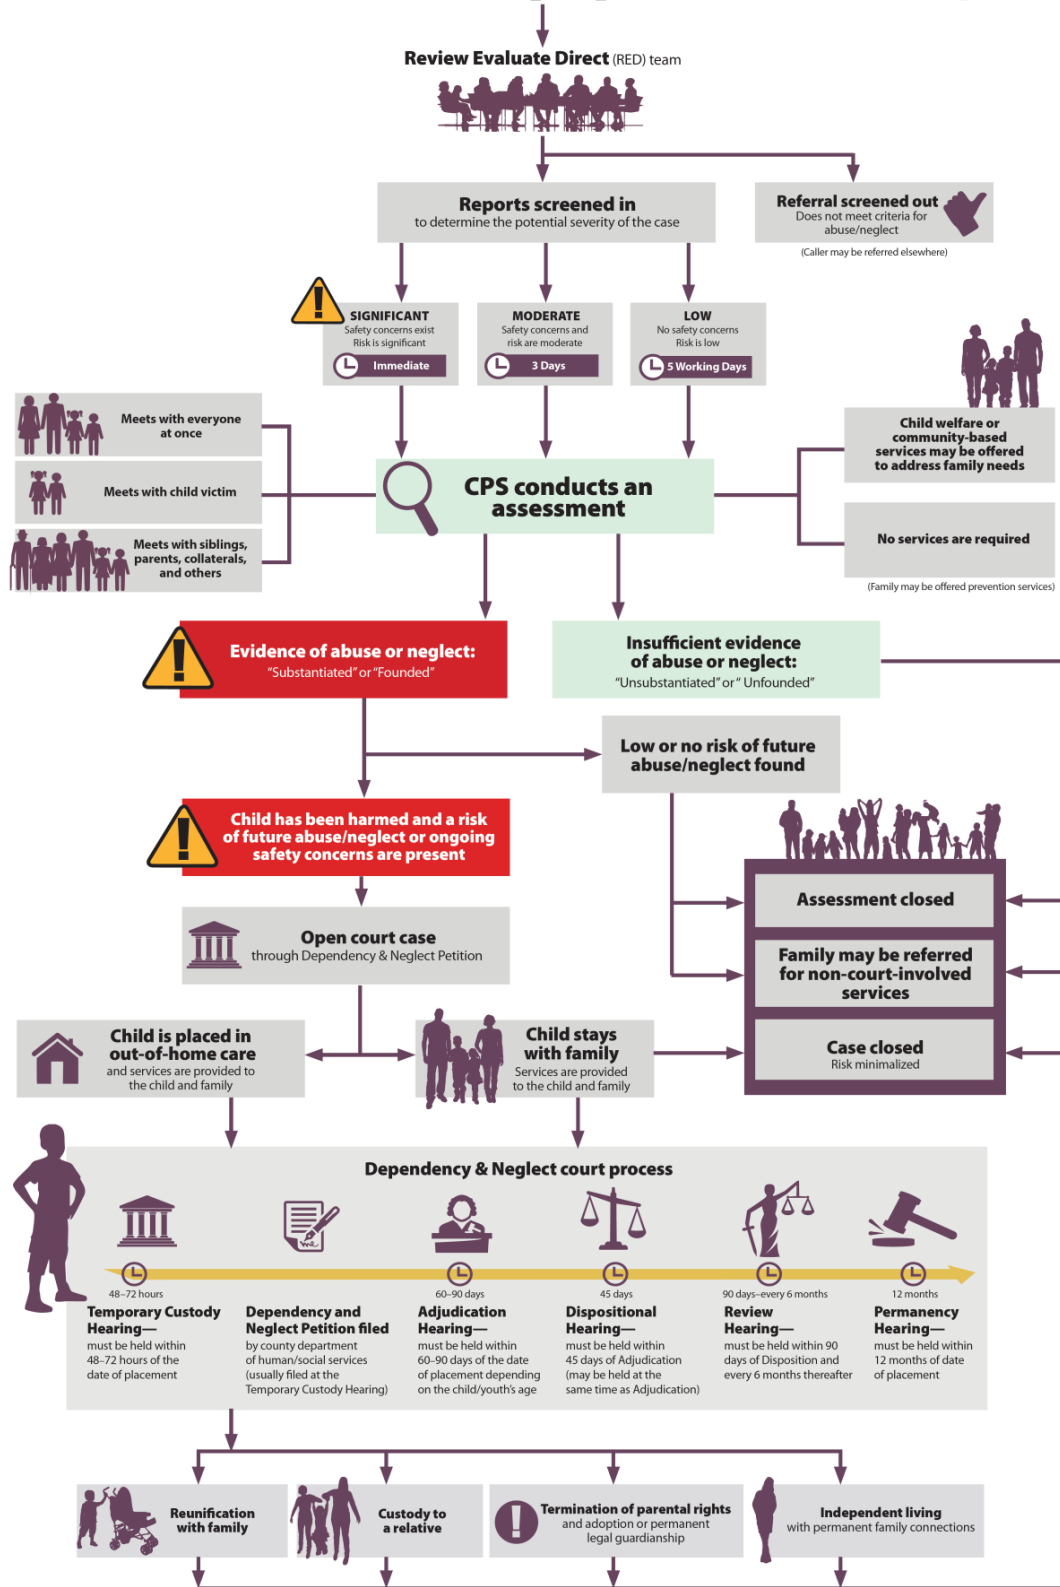 Review Evaluate Direct (RED) team
Reports screened in
to determine the potential severity of the case
Referral screened out
Does not meet criteria for
abuse/neglect
(Caller may be referred elsewhere)
SIGNIFICANT
Safety concerns exist
Risk is significant
Immediate
MODERATE
Safety concerns and
risk are moderate
3 Days
LOW
No safety concerns
Risk is low
5 Working Days
Meets with everyone
at once
Meets with child victim
Meets with siblings,
parents, collaterals,
and others
CPS conducts an
assessment
Child welfare or
community-based
services may be offered
to address family needs
No services are required
(Family may be offered prevention services)
Evidence of abuse or neglect:
“Substantiated” or “Founded”
Insufficient evidence
of abuse or neglect:
“Unsubstantiated” or “ Unfounded”
Low or no risk of future
abuse/neglect found
Child has been harmed and a risk
of future abuse/neglect or ongoing
safety concerns are present
Assessment closed
Family may be referred
for non-court-involved
services
Case closed
Risk minimalized
Open court case
through Dependency & Neglect Petition
Child is placed in
out-of-home care
and services are provided to
the child and family
Child stays
with family
Services are provided
to the child and family
Dependency & Neglect court process
48–72 hours
Temporary Custody
Hearing—
must be held within
48–72 hours of the
date of placement
Dependency and
Neglect Petition filed
by county department
of human/social services
(usually filed at the
Temporary Custody Hearing)
60–90 days
Adjudication
Hearing—
must be held within
60–90 days of the date
of placement depending
on the child/youth’s age
45 days
Dispositional
Hearing—
must be held within
45 days of Adjudication
(may be held at the
same time as Adjudication)
90 days–every 6 months
Review
Hearing—
must be held within 90
days of Disposition and
every 6 months thereafter
12 months
Permanency
Hearing—
must be held within
12 months of date
of placement
Reunification
with family
Custody to
a relative
Termination of parental rights
and adoption or permanent
legal guardianship
Independent living
with permanent family connections